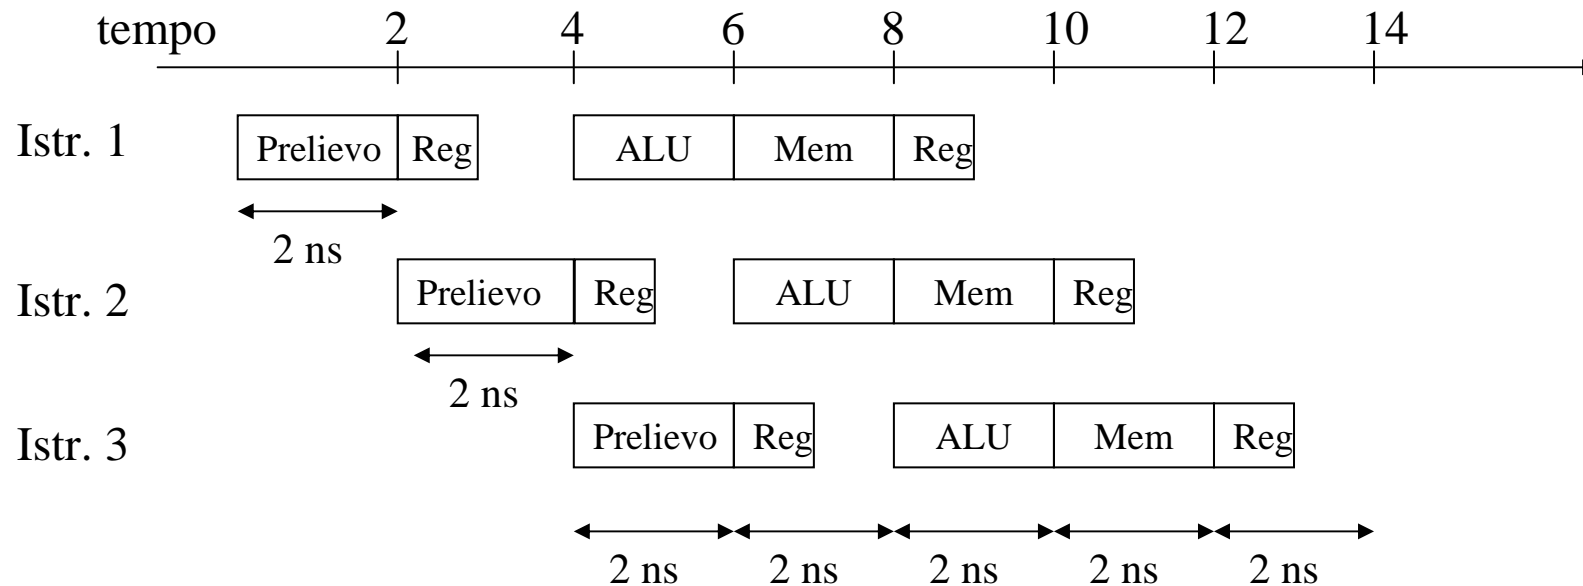 tempo 2 4 6 8 10 12 14
Istr. 1 Prelievo Reg ALU Mem Reg
2 ns
Istr. 2 Prelievo Reg ALU Mem Reg
2 ns
Istr. 3 Prelievo Reg ALU Mem Reg
2 ns 2 ns 2 ns 2 ns 2 ns